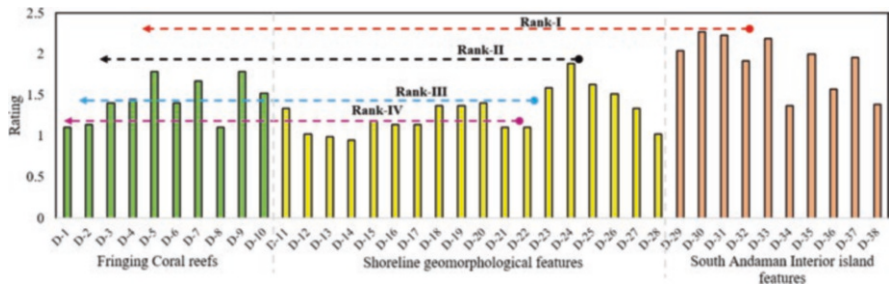 2.5
Rank-I
2
Rank-II
1.5
Rank-III
Rank-IV
1
0.5
0
Rating
D-1 D-2 D-3 D-4 D-5 D-6 D-7 D-8 D-9 D-10 D-11 D-12 D-13 D-14 D-15 D-16 D-17 D-18 D-19 D-20 D-21 D-22 D-23 D-24 D-25 D-26 D-27 D-28 D-29 D-30 D-31 D-32 D-33 D-34 D-35 D-36 D-37 D-38
Fringing Coral reefs Shoreline geomorphological features South Andaman Interior island
features